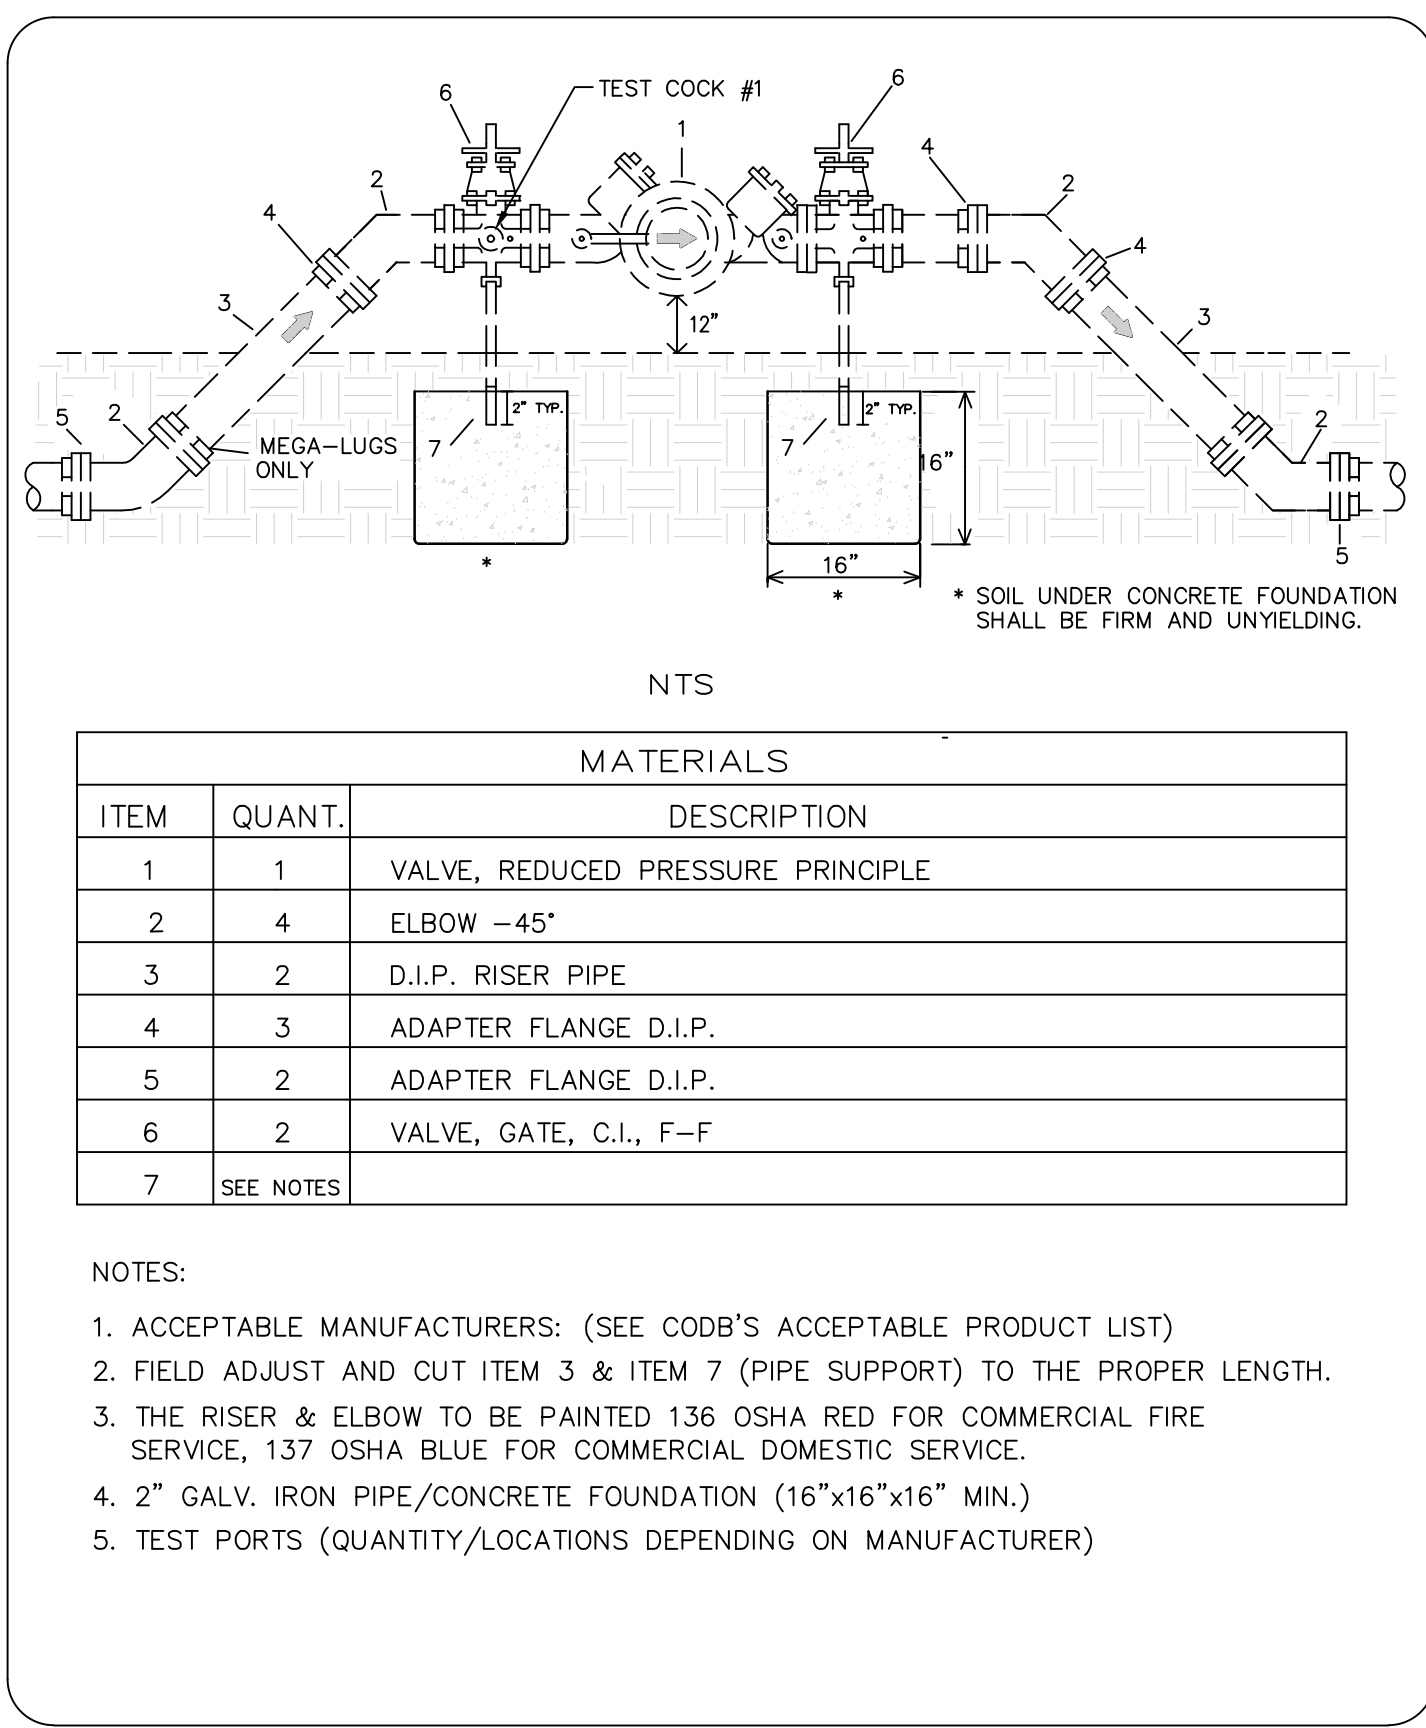 6
TEST COCK #1
6
1
4
2
2
4
4
3
3
12”
5
2
MEGA–LUGS
ONLY
7
2” TYP.
7
2” TYP.
16”
2
5
*
16”
*
* SOIL UNDER CONCRETE FOUNDATION
SHALL BE FIRM AND UNYIELDING.
NTS
MATERIALS
ITEM QUANT. DESCRIPTION
1 1 VALVE, REDUCED PRESSURE PRINCIPLE
2 4 ELBOW –45°
3 2 D.I.P. RISER PIPE
4 3 ADAPTER FLANGE D.I.P.
5 2 ADAPTER FLANGE D.I.P.
6 2 VALVE, GATE, C.I., F–F
7 SEE NOTES
NOTES:
1. ACCEPTABLE MANUFACTURERS: (SEE CODB'S ACCEPTABLE PRODUCT LIST)
2. FIELD ADJUST AND CUT ITEM 3 & ITEM 7 (PIPE SUPPORT) TO THE PROPER LENGTH.
3. THE RISER & ELBOW TO BE PAINTED 136 OSHA RED FOR COMMERCIAL FIRE
SERVICE, 137 OSHA BLUE FOR COMMERCIAL DOMESTIC SERVICE.
4. 2” GALV. IRON PIPE/CONCRETE FOUNDATION (16”x16”x16” MIN.)
5. TEST PORTS (QUANTITY/LOCATIONS DEPENDING ON MANUFACTURER)